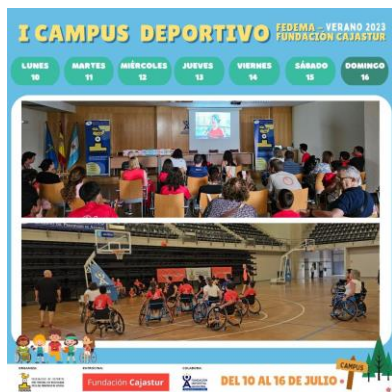 I CAMPUS DEPORTIVO
FEDEMA – VERANO 2023
FUNDACIÓN CAJASTUR
LUNES
10
MARTES
11
MIÉRCOLES
12
JUEVES
13
VIERNES
14
SÁBADO
15
DOMINGO
16
Fundación Cajastur
DEL 10 AL 16 DE JULIO
CAMPUS